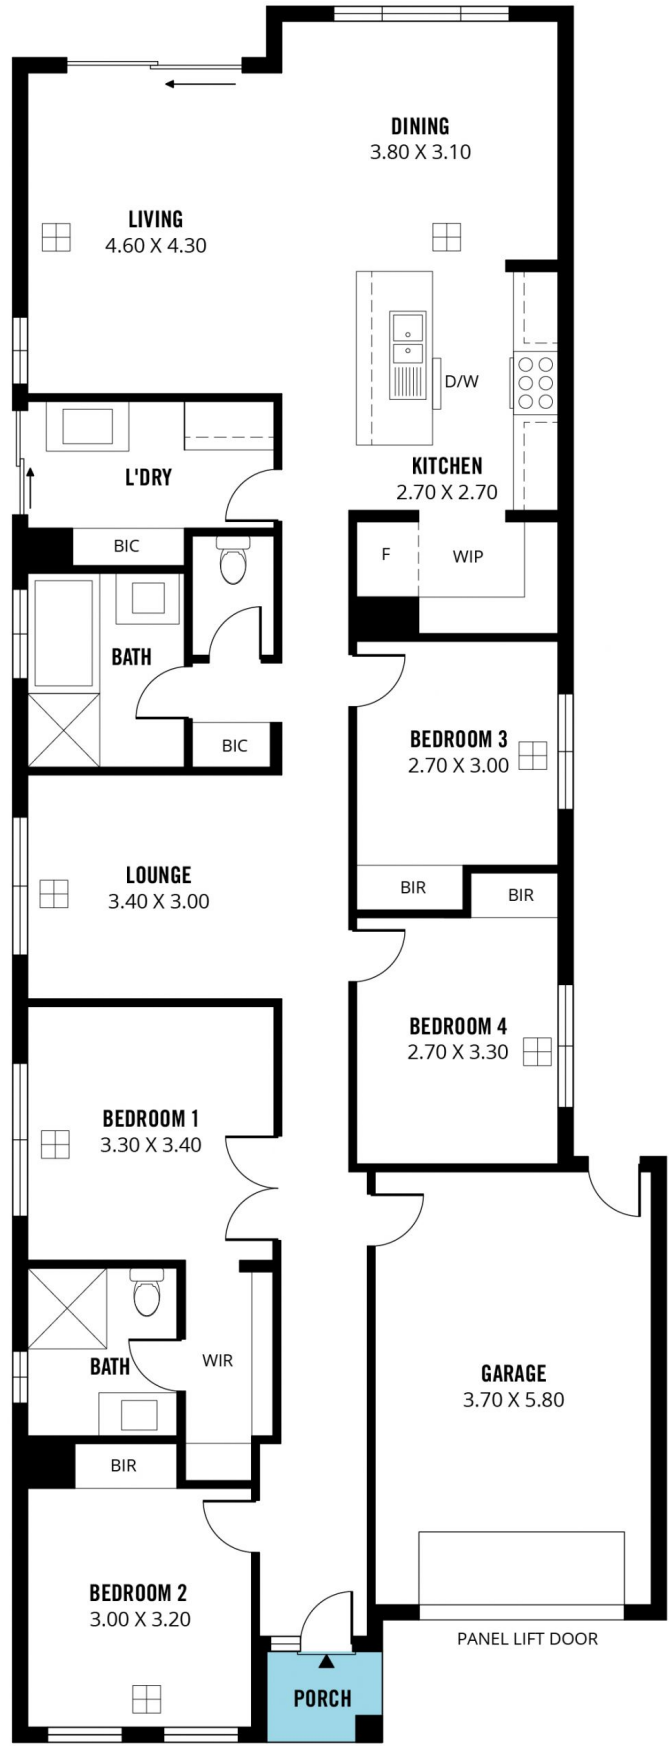 DINING
3.80 X 3.10
LIVING
4.60 X 4.30
D/W
KITCHEN
2.70 X 2.70
L'DRY
BIC
F
WIP
BATH
BIC
BEDROOM 3
2.70 X 3.00
LOUNGE
3.40 X 3.00
BIR
BIR
BEDROOM 4
2.70 X 3.30
BEDROOM 1
3.30 X 3.40
BATH
WIR
GARAGE
3.70 X 5.80
BIR
BEDROOM 2
3.00 X 3.20
PANEL LIFT DOOR
PORCH